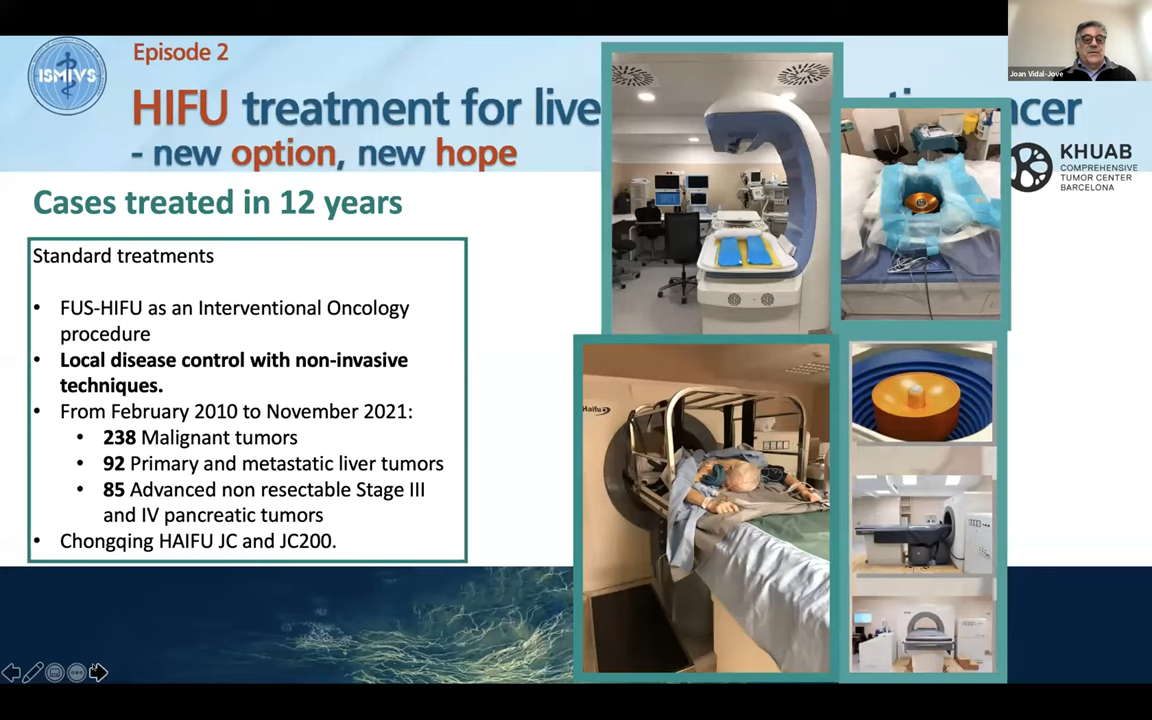 ISMIVS
Episode 2
HIFU treatment for live
cer
- new option, new hope
Joan Vidal-Jove
KHUAB
COMPREHENSIVE
TUMOR CENTER
BARCELONA
Cases treated in 12 years
Standard treatments
• FUS-HIFU as an Interventional Oncology
procedure
• Local disease control with non-invasive
techniques.
• From February 2010 to November 2021:
• 238 Malignant tumors
• 92 Primary and metastatic liver tumors
• 85 Advanced non resectable Stage III
and IV pancreatic tumors
• Chongqing HAIFU JC and JC200.
Haifu